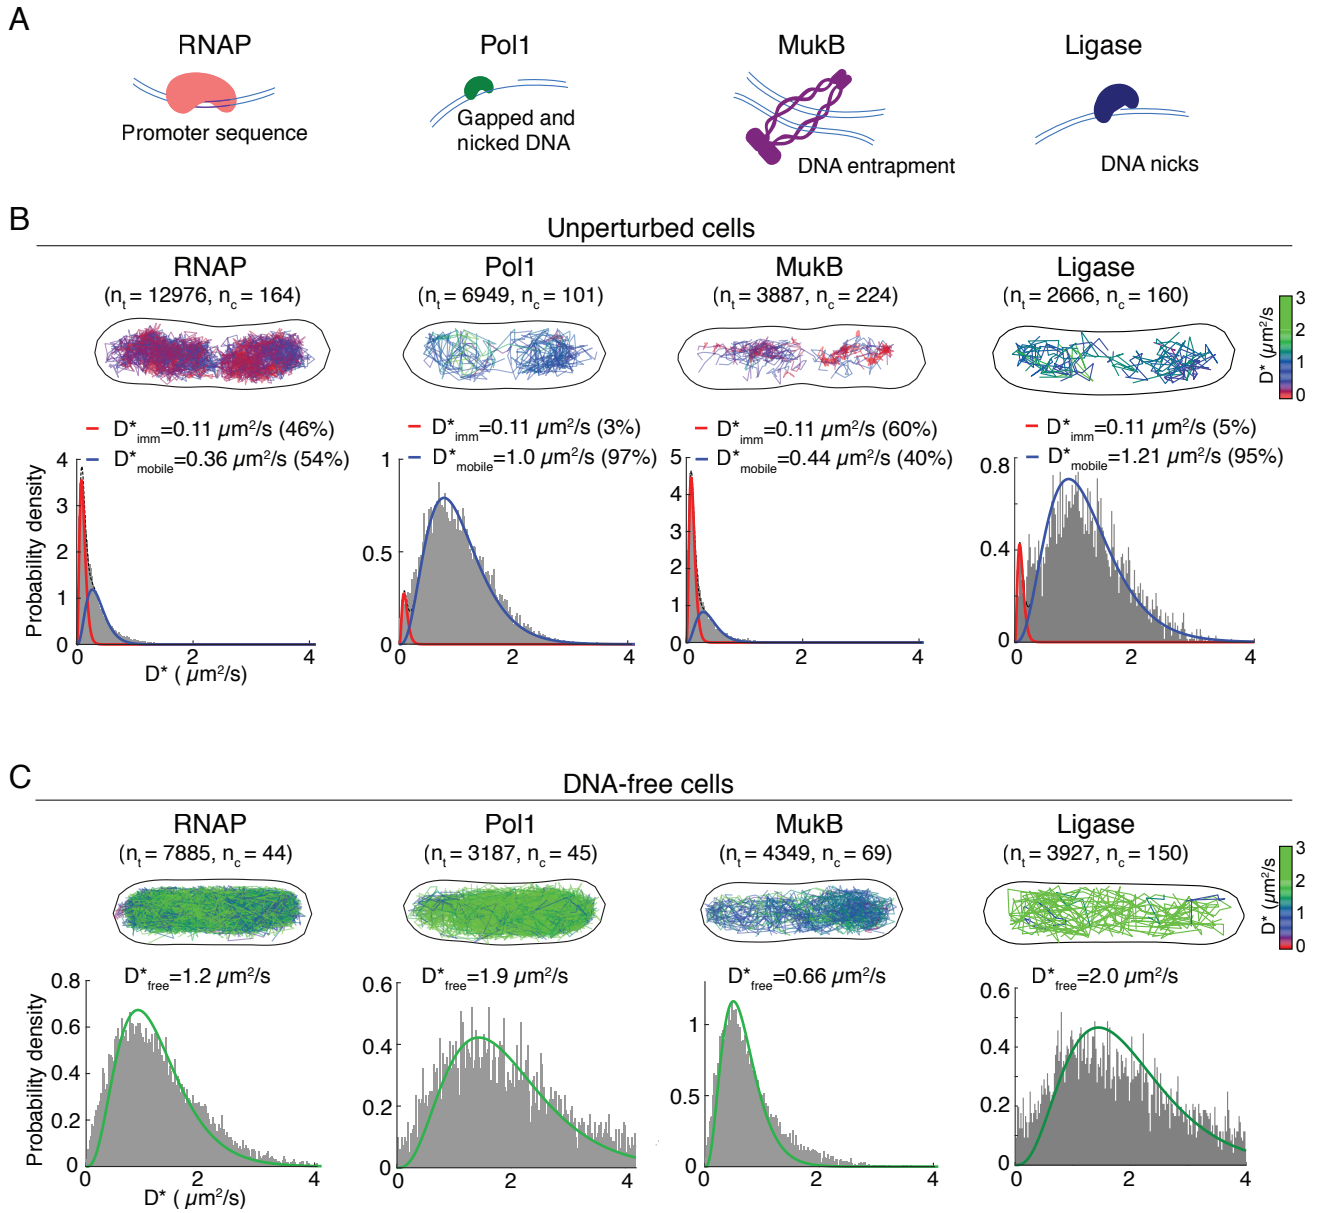 A
RNAP
Pol1
MukB
Ligase
Promoter sequence
Gapped and
nicked DNA
DNA entrapment
DNA nicks
B
Unperturbed cells
RNAP
(nt = 12976, nc = 164)
Pol1
(nt = 6949, nc = 101)
MukB
(nt = 3887, nc = 224)
Ligase
(nt = 2666, nc = 160)
3
2
1
0
D* (µm²/s)
D*imm=0.11 µm²/s (46%)
D*mobile=0.36 µm²/s (54%)
D*imm=0.11 µm²/s (3%)
D*mobile=1.0 µm²/s (97%)
D*imm=0.11 µm²/s (60%)
D*mobile=0.44 µm²/s (40%)
D*imm=0.11 µm²/s (5%)
D*mobile=1.21 µm²/s (95%)
Probability density
4
3
2
1
0
0 2 4
D* ( µm²/s)
1
0.5
0
0 2 4
5
4
3
2
1
0
0 2 4
0.8
0.4
0
0 2 4
C
DNA-free cells
RNAP
(nt = 7885, nc = 44)
Pol1
(nt = 3187, nc = 45)
MukB
(nt = 4349, nc = 69)
Ligase
(nt = 3927, nc = 150)
3
2
1
0
D* (µm²/s)
D*free=1.2 µm²/s
D*free=1.9 µm²/s
D*free=0.66 µm²/s
D*free=2.0 µm²/s
Probability density
0.8
0.6
0.4
0.2
0
0 2 4
D* ( µm²/s)
0.6
0.4
0.2
0
0 2 4
1
0.5
0
0 2 4
0.6
0.4
0.2
0
0 2 4